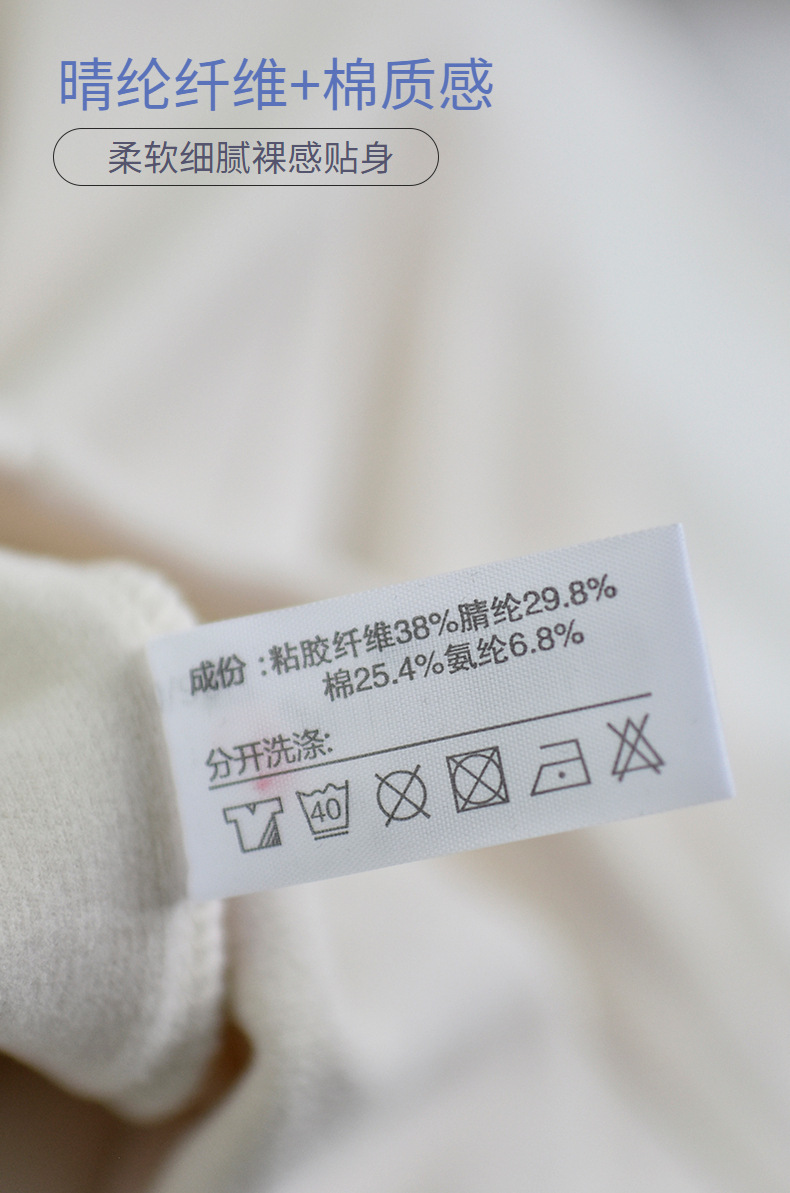 晴纶纤维+棉质感
柔软细腻裸感贴身
成份:粘胶纤维38%腈纶29.8%
棉25.4%氨纶6.8%
分开洗涤:
40